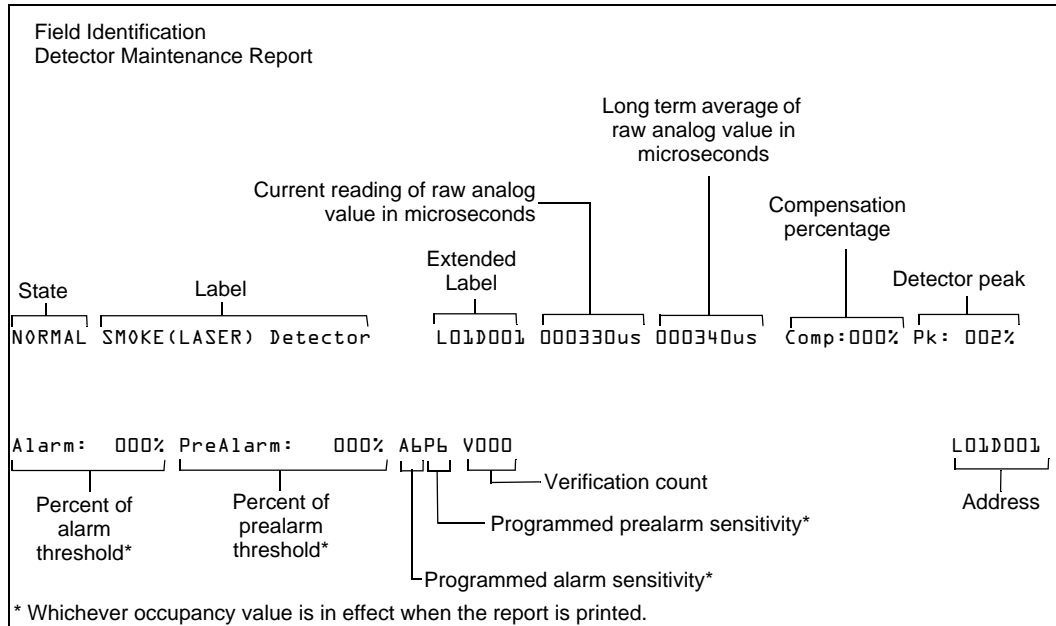 Field Identification
Detector Maintenance Report
Long term average of
raw analog value in
microseconds
Current reading of raw analog
value in microseconds
Compensation
percentage
Extended
Label
State
Label
Detector peak
NORMAL SMOKE(LASER) Detector L01D001 000330us 000340us Comp:000% Pk: 002%
Alarm: 000% PreAlarm: 000% A6P6 V000 L01D001
Verification count
Address
Percent of
alarm
threshold*
Percent of
prealarm
threshold*
Programmed prealarm sensitivity*
Programmed alarm sensitivity*
* Whichever occupancy value is in effect when the report is printed.